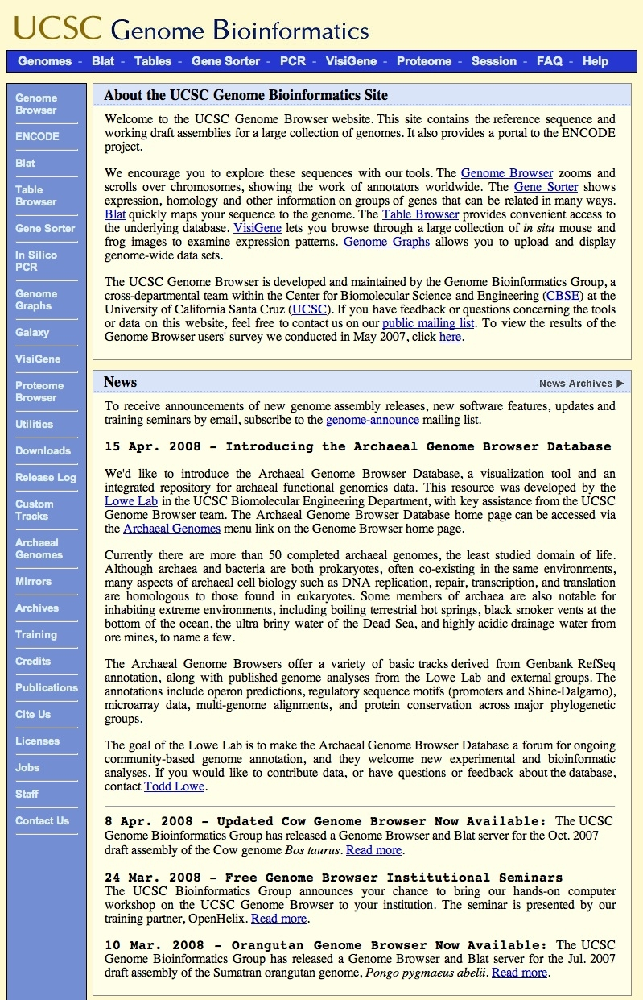 UCSC Genome Bioinformatics
Genomes - Blat - Tables - Gene Sorter - PCR - VisiGene - Proteome - Session - FAQ - Help
Genome
Browser
ENCODE
Blat
Table
Browser
Gene Sorter
In Silico
PCR
Genome
Graphs
Galaxy
VisiGene
Proteome
Browser
Utilities
Downloads
Release Log
Custom
Tracks
Archaeal
Genomes
Mirrors
Archives
Training
Credits
Publications
Cite Us
Licenses
Jobs
Staff
Contact Us
About the UCSC Genome Bioinformatics Site
Welcome to the UCSC Genome Browser website. This site contains the reference sequence and
working draft assemblies for a large collection of genomes. It also provides a portal to the ENCODE
project.
We encourage you to explore these sequences with our tools. The Genome Browser zooms and
scrolls over chromosomes, showing the work of annotators worldwide. The Gene Sorter shows
expression, homology and other information on groups of genes that can be related in many ways.
Blat quickly maps your sequence to the genome. The Table Browser provides convenient access to
the underlying database. VisiGene lets you browse through a large collection of in situ mouse and
frog images to examine expression patterns. Genome Graphs allows you to upload and display
genome-wide data sets.
The UCSC Genome Browser is developed and maintained by the Genome Bioinformatics Group, a
cross-departmental team within the Center for Biomolecular Science and Engineering (CBSE) at the
University of California Santa Cruz (UCSC). If you have feedback or questions concerning the tools
or data on this website, feel free to contact us on our public mailing list. To view the results of the
Genome Browser users' survey we conducted in May 2007, click here.
News
News Archives ▶
To receive announcements of new genome assembly releases, new software features, updates and
training seminars by email, subscribe to the genome-announce mailing list.
15 Apr. 2008 - Introducing the Archaeal Genome Browser Database
We'd like to introduce the Archaeal Genome Browser Database, a visualization tool and an
integrated repository for archaeal functional genomics data. This resource was developed by the
Lowe Lab in the UCSC Biomolecular Engineering Department, with key assistance from the UCSC
Genome Browser team. The Archaeal Genome Browser Database home page can be accessed via
the Archaeal Genomes menu link on the Genome Browser home page.
Currently there are more than 50 completed archaeal genomes, the least studied domain of life.
Although archaea and bacteria are both prokaryotes, often co-existing in the same environments,
many aspects of archaeal cell biology such as DNA replication, repair, transcription, and translation
are homologous to those found in eukaryotes. Some members of archaea are also notable for
inhabiting extreme environments, including boiling terrestrial hot springs, black smoker vents at the
bottom of the ocean, the ultra briny water of the Dead Sea, and highly acidic drainage water from
ore mines, to name a few.
The Archaeal Genome Browsers offer a variety of basic tracks derived from Genbank RefSeq
annotation, along with published genome analyses from the Lowe Lab and external groups. The
annotations include operon predictions, regulatory sequence motifs (promoters and Shine-Dalgarno),
microarray data, multi-genome alignments, and protein conservation across major phylogenetic
groups.
The goal of the Lowe Lab is to make the Archaeal Genome Browser Database a forum for ongoing
community-based genome annotation, and they welcome new experimental and bioinformatic
analyses. If you would like to contribute data, or have questions or feedback about the database,
contact Todd Lowe.
8 Apr. 2008 - Updated Cow Genome Browser Now Available: The UCSC
Genome Bioinformatics Group has released a Genome Browser and Blat server for the Oct. 2007
draft assembly of the Cow genome Bos taurus. Read more.
24 Mar. 2008 - Free Genome Browser Institutional Seminars
The UCSC Bioinformatics Group announces your chance to bring our hands-on computer
workshop on the UCSC Genome Browser to your institution. The seminar is presented by our
training partner, OpenHelix. Read more.
10 Mar. 2008 - Orangutan Genome Browser Now Available: The UCSC
Genome Bioinformatics Group has released a Genome Browser and Blat server for the Jul. 2007
draft assembly of the Sumatran orangutan genome, Pongo pygmaeus abelii. Read more.